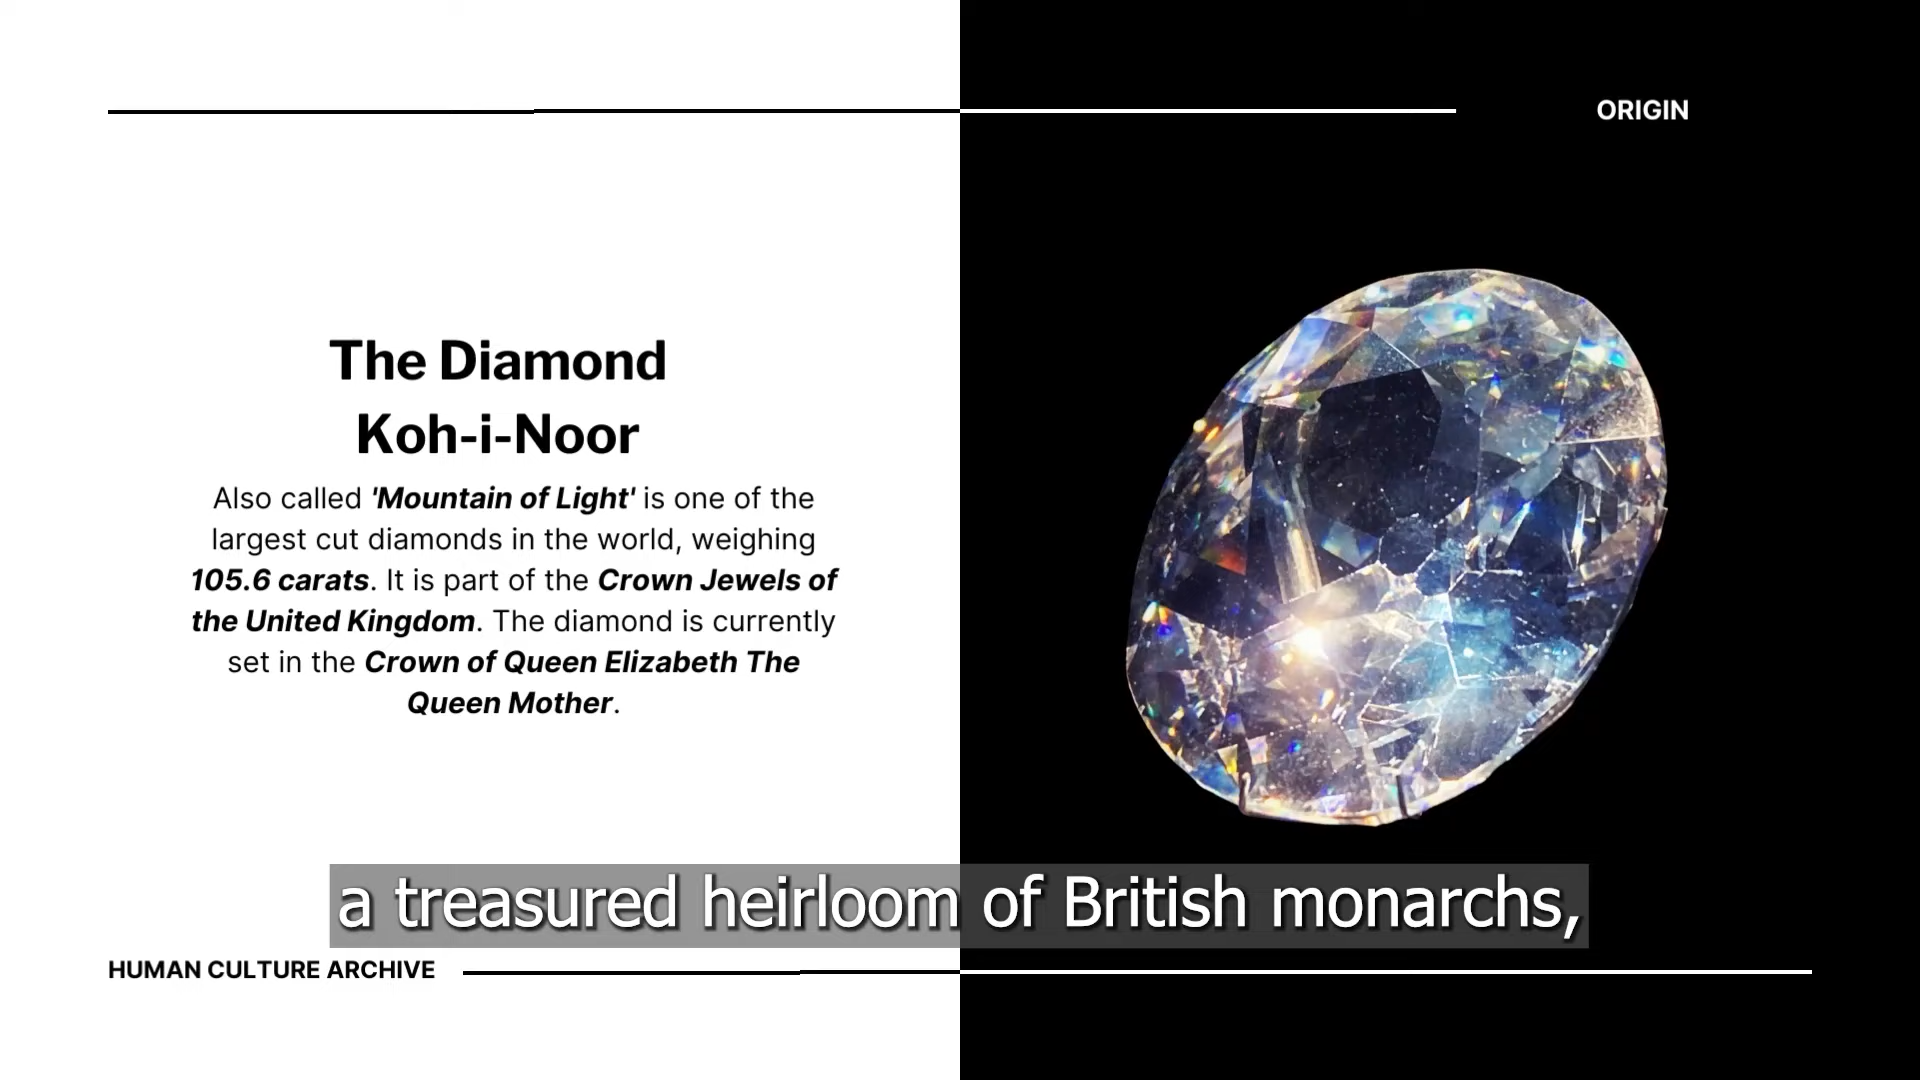 ORIGIN
The Diamond
Koh-i-Noor
Also called 'Mountain of Light' is one of the
largest cut diamonds in the world, weighing
105.6 carats. It is part of the Crown Jewels of
the United Kingdom. The diamond is currently
set in the Crown of Queen Elizabeth The
Queen Mother.
a treasured heirloom of British monarchs,
HUMAN CULTURE ARCHIVE